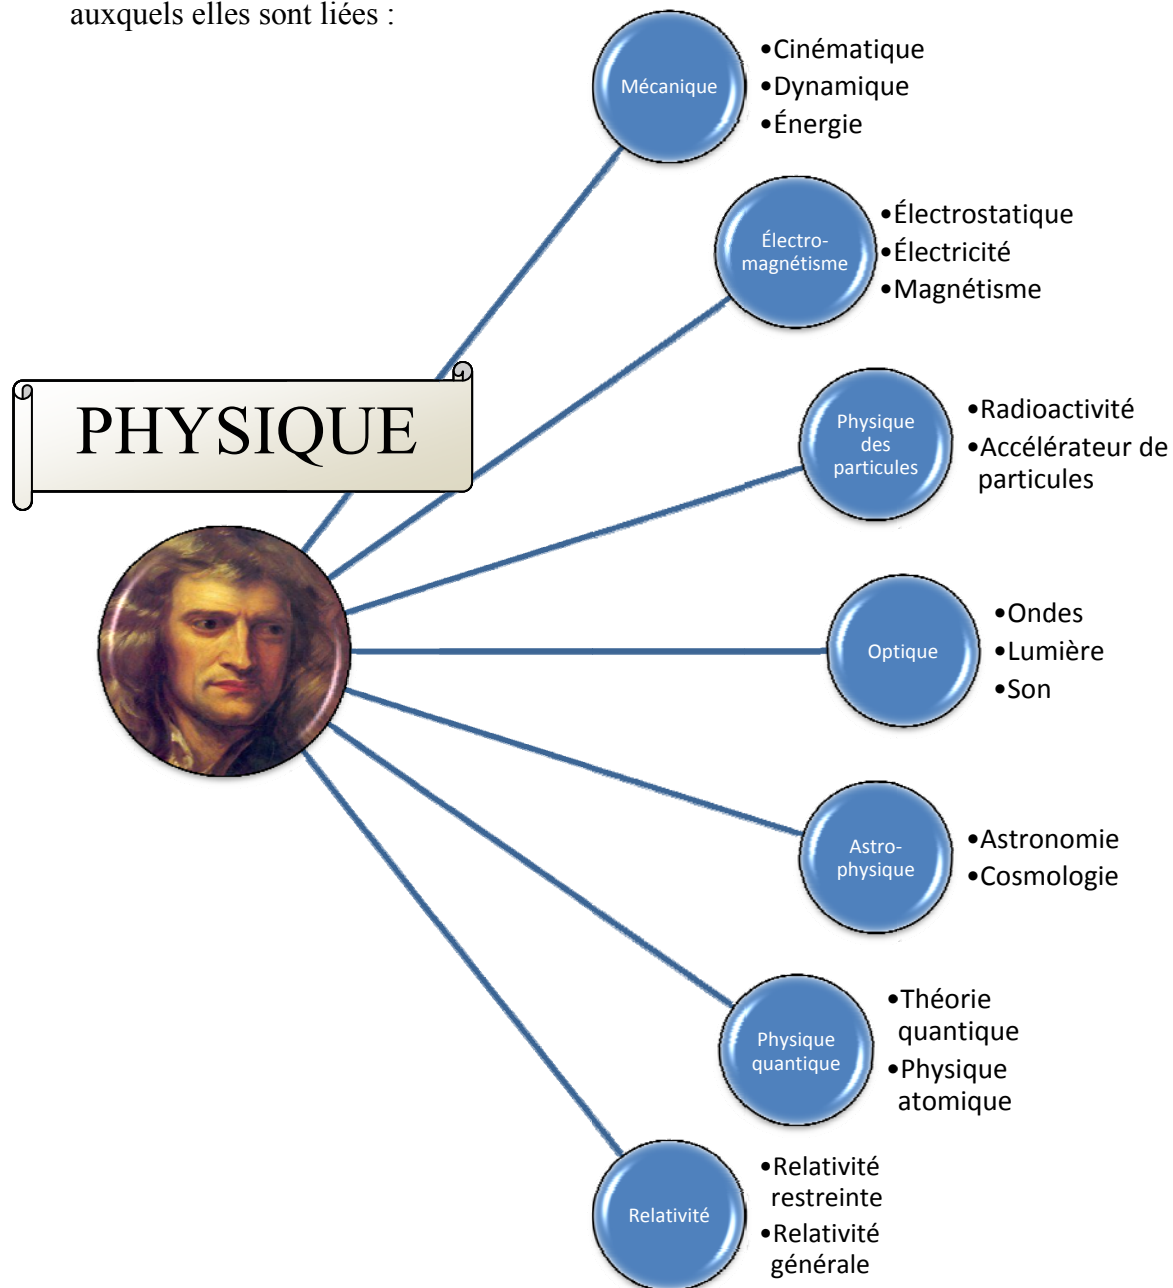 auxquels elles sont liées :
Mécanique
•Cinématique
•Dynamique
•Énergie
Électro-
magnétisme
•Électrostatique
•Électricité
•Magnétisme
PHYSIQUE
Physique
des
particules
•Radioactivité
•Accélérateur de
particules
Optique
•Ondes
•Lumière
•Son
Astro-
physique
•Astronomie
•Cosmologie
Physique
quantique
•Théorie
quantique
•Physique
atomique
Relativité
•Relativité
restreinte
•Relativité
générale